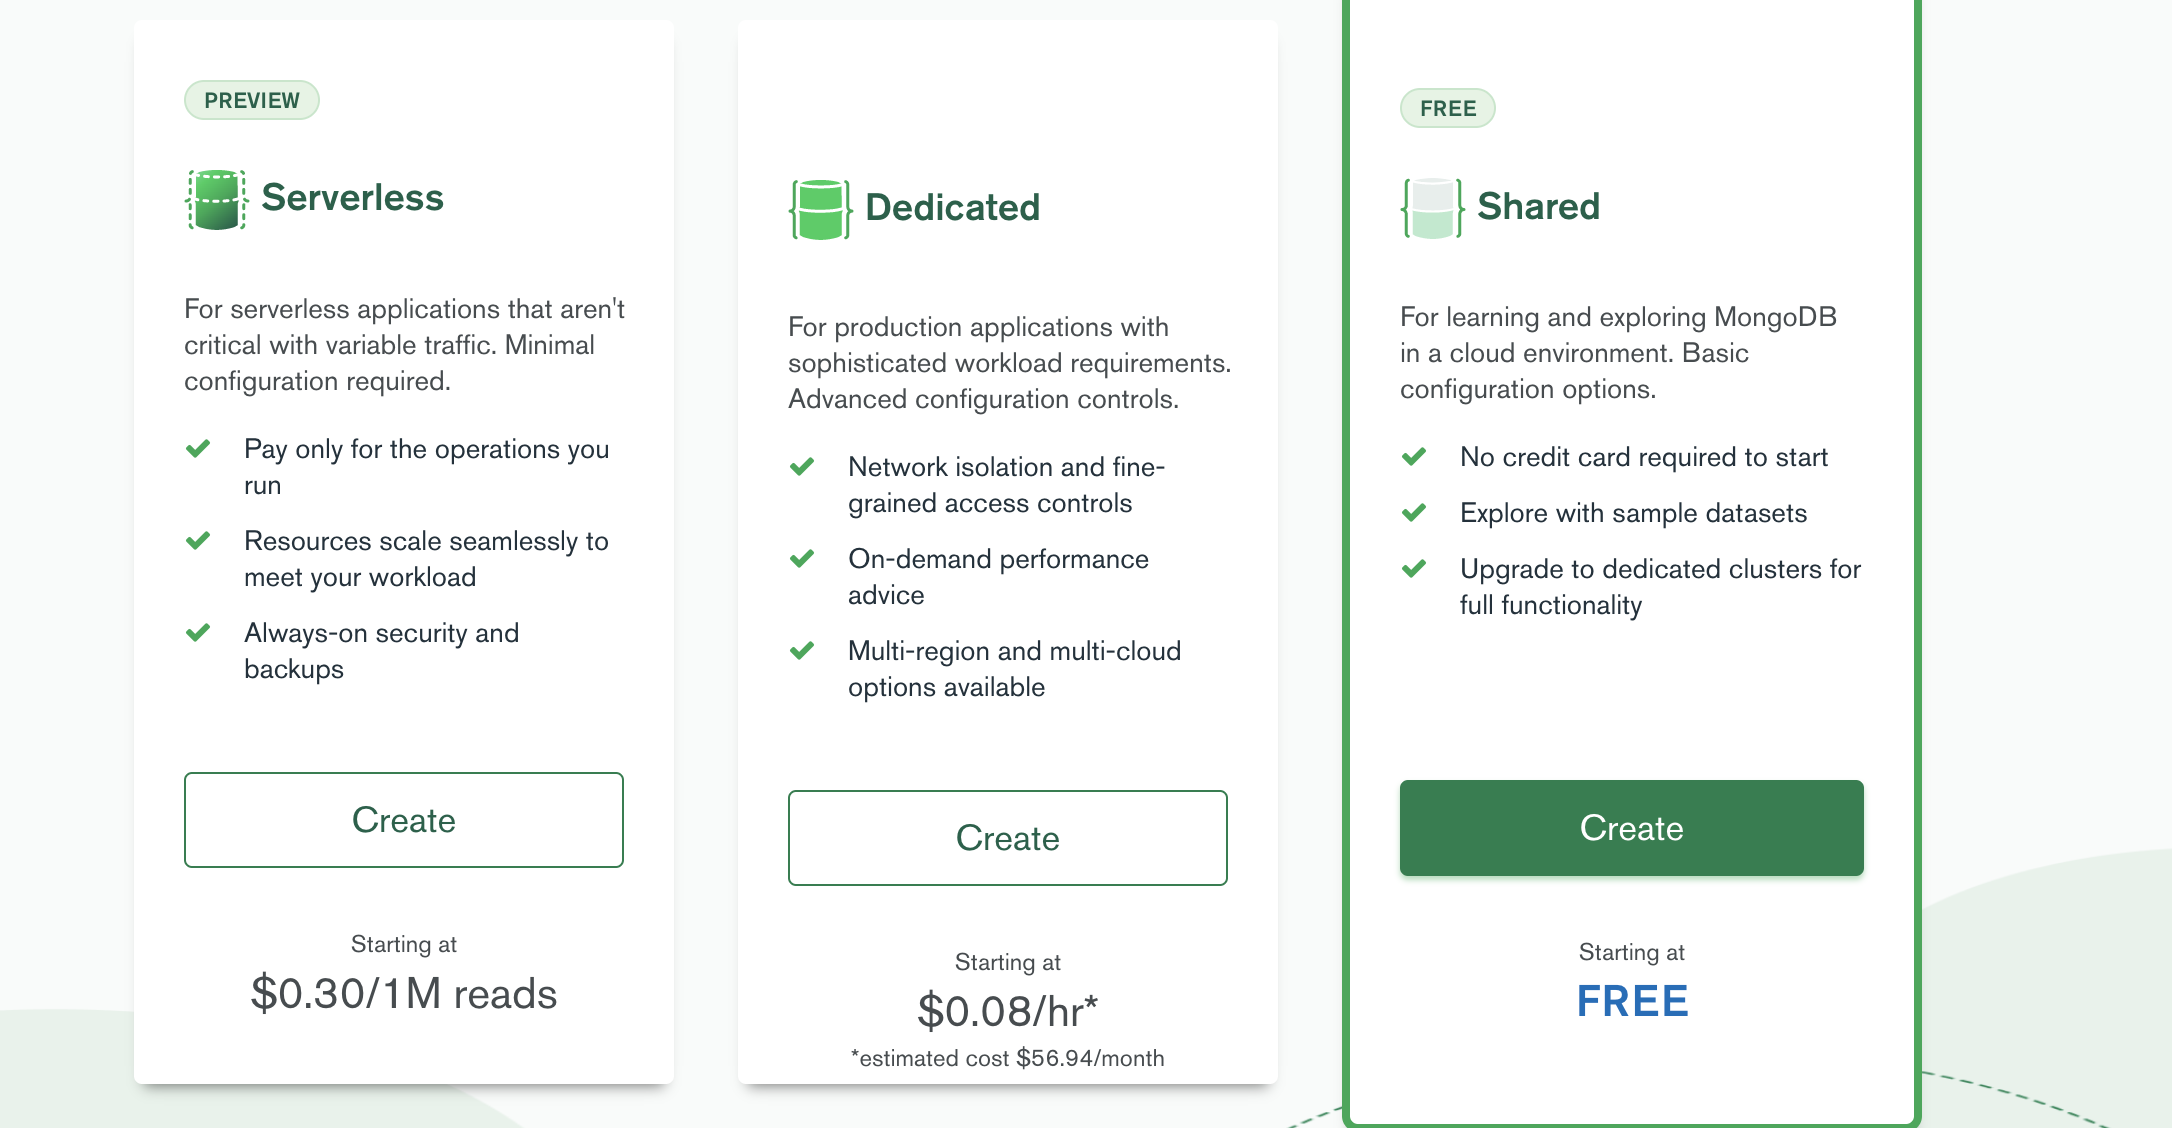 PREVIEW
Serverless
For serverless applications that aren't
critical with variable traffic. Minimal
configuration required.
Pay only for the operations you
run
Resources scale seamlessly to
meet your workload
Always-on security and
backups
Create
Starting at
$0.30/1M reads
Dedicated
For production applications with
sophisticated workload requirements.
Advanced configuration controls.
Network isolation and fine-
grained access controls
On-demand performance
advice
Multi-region and multi-cloud
options available
Create
Starting at
$0.08/hr*
*estimated cost $56.94/month
FREE
Shared
For learning and exploring MongoDB
in a cloud environment. Basic
configuration options.
No credit card required to start
Explore with sample datasets
Upgrade to dedicated clusters for
full functionality
Create
Starting at
FREE